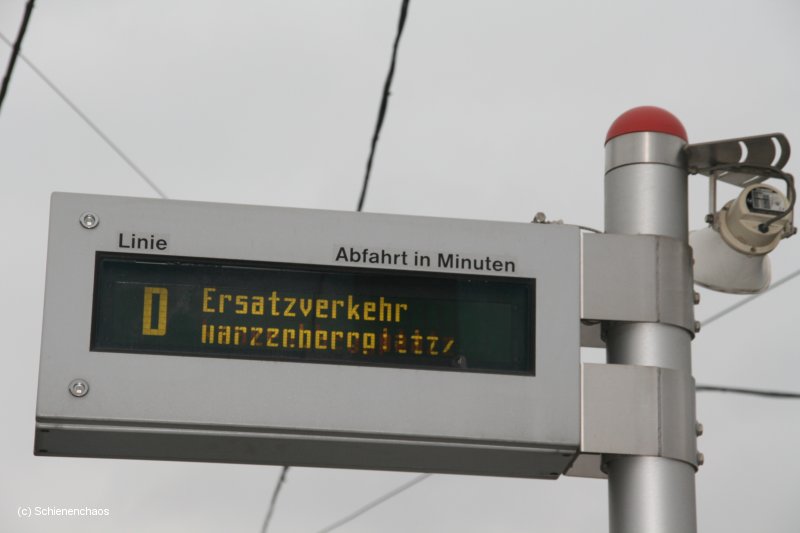 Linie
Abfahrt in Minuten
D Ersatzverkehr
(c) Schienenchaos